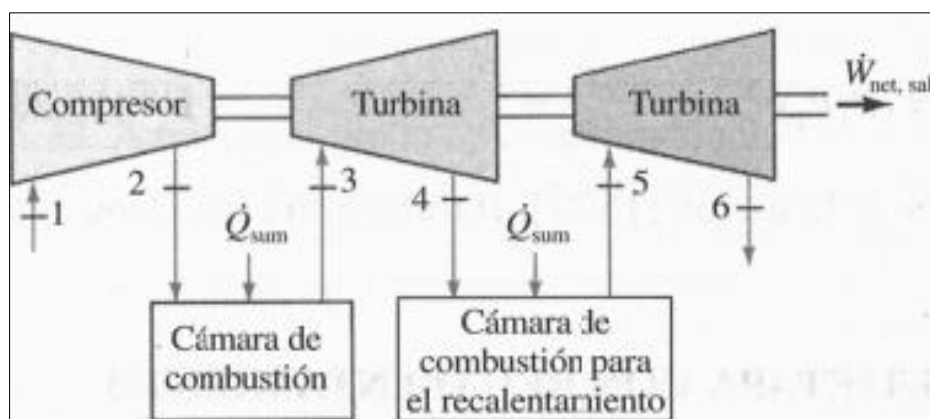 Compresor
Turbina
Turbina
Ẇnet, sal
1
2
3
4
5
6
Q̇sum
Q̇sum
Cámara de
combustión
Cámara de
combustión para
el recalentamiento